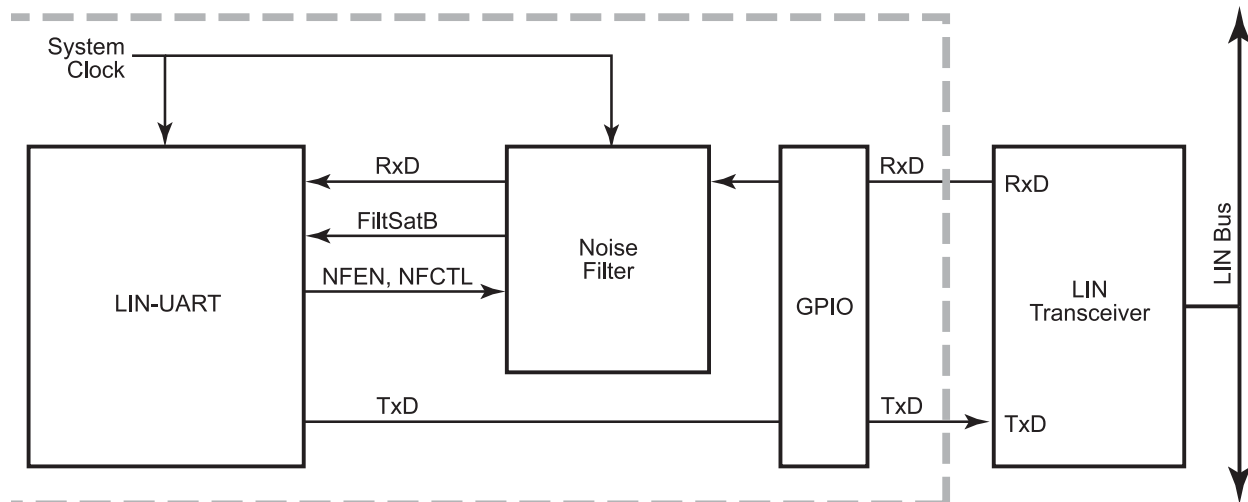 System
Clock
RxD
RxD
RxD
FiltSatB
Noise
Filter
NFEN, NFCTL
LIN-UART
GPIO
LIN
Transceiver
LIN Bus
TxD
TxD
TxD